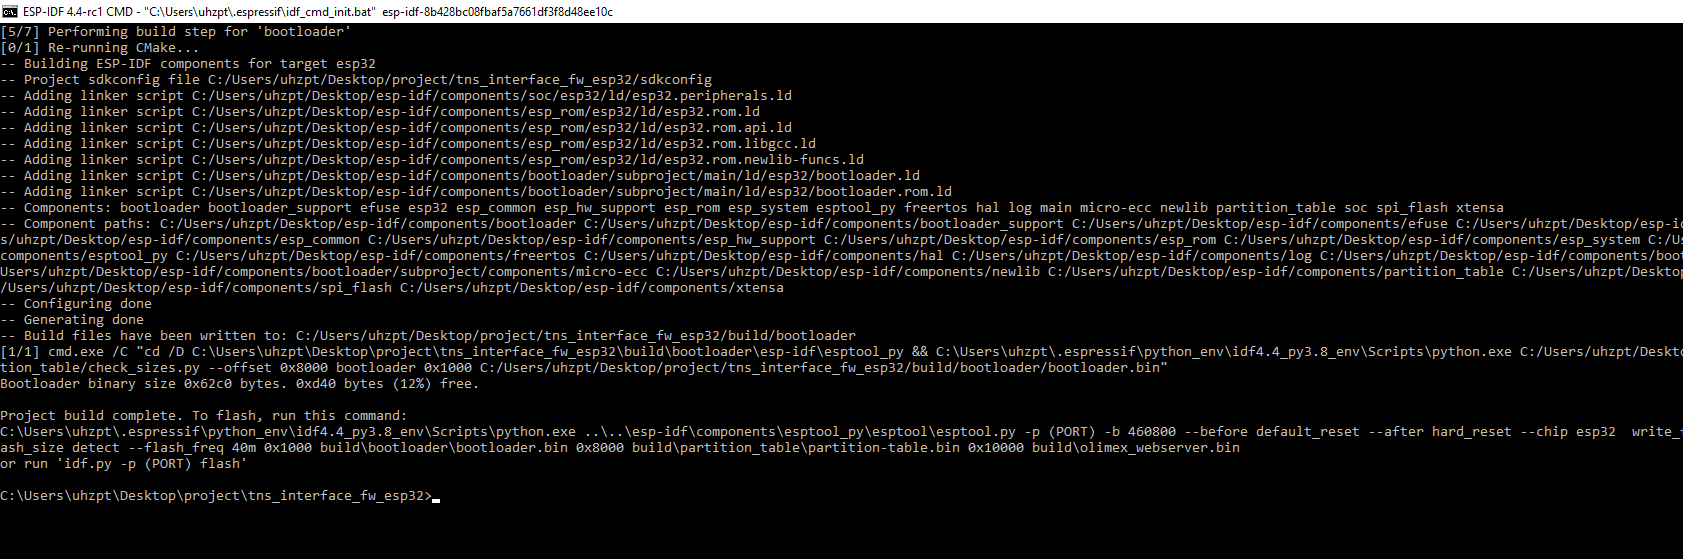 ESP-IDF 4.4-rc1 CMD - "C:\Users\uhzpt\.espressif\idf_cmd_init.bat"  esp-idf-8b428bc08fbaf5a7661df3f8d48ee10c
[5/7] Performing build step for 'bootloader'
[0/1] Re-running CMake...
-- Building ESP-IDF components for target esp32
-- Project sdkconfig file C:/Users/uhzpt/Desktop/project/tns_interface_fw_esp32/sdkconfig
-- Adding linker script C:/Users/uhzpt/Desktop/esp-idf/components/soc/esp32/ld/esp32.peripherals.ld
-- Adding linker script C:/Users/uhzpt/Desktop/esp-idf/components/esp_rom/esp32/ld/esp32.rom.ld
-- Adding linker script C:/Users/uhzpt/Desktop/esp-idf/components/esp_rom/esp32/ld/esp32.rom.api.ld
-- Adding linker script C:/Users/uhzpt/Desktop/esp-idf/components/esp_rom/esp32/ld/esp32.rom.libgcc.ld
-- Adding linker script C:/Users/uhzpt/Desktop/esp-idf/components/esp_rom/esp32/ld/esp32.rom.newlib-funcs.ld
-- Adding linker script C:/Users/uhzpt/Desktop/esp-idf/components/bootloader/subproject/main/ld/esp32/bootloader.ld
-- Adding linker script C:/Users/uhzpt/Desktop/esp-idf/components/bootloader/subproject/main/ld/esp32/bootloader.rom.ld
-- Components: bootloader bootloader_support efuse esp32 esp_common esp_hw_support esp_rom esp_system esptool_py freertos hal log main micro-ecc newlib partition_table soc spi_flash xtensa
-- Component paths: C:/Users/uhzpt/Desktop/esp-idf/components/bootloader C:/Users/uhzpt/Desktop/esp-idf/components/bootloader_support C:/Users/uhzpt/Desktop/esp-idf/components/efuse C:/Users/uhzpt/Desktop/esp-i
s/uhzpt/Desktop/esp-idf/components/esp_common C:/Users/uhzpt/Desktop/esp-idf/components/esp_hw_support C:/Users/uhzpt/Desktop/esp-idf/components/esp_rom C:/Users/uhzpt/Desktop/esp-idf/components/esp_system C:/U
components/esptool_py C:/Users/uhzpt/Desktop/esp-idf/components/freertos C:/Users/uhzpt/Desktop/esp-idf/components/hal C:/Users/uhzpt/Desktop/esp-idf/components/log C:/Users/uhzpt/Desktop/esp-idf/components/boo
Users/uhzpt/Desktop/esp-idf/components/bootloader/subproject/components/micro-ecc C:/Users/uhzpt/Desktop/esp-idf/components/newlib C:/Users/uhzpt/Desktop/esp-idf/components/partition_table C:/Users/uhzpt/Deskto
/Users/uhzpt/Desktop/esp-idf/components/spi_flash C:/Users/uhzpt/Desktop/esp-idf/components/xtensa
-- Configuring done
-- Generating done
-- Build files have been written to: C:/Users/uhzpt/Desktop/project/tns_interface_fw_esp32/build/bootloader
[1/1] cmd.exe /C "cd /D C:\Users\uhzpt\Desktop\project\tns_interface_fw_esp32\build\bootloader\esp-idf\esptool_py && C:\Users\uhzpt\.espressif\python_env\idf4.4_py3.8_env\Scripts\python.exe C:/Users/uhzpt/Deskt
tion_table/check_sizes.py --offset 0x8000 bootloader 0x1000 C:/Users/uhzpt/Desktop/project/tns_interface_fw_esp32/build/bootloader/bootloader.bin"
Bootloader binary size 0x62c0 bytes. 0xd40 bytes (12%) free.
Project build complete. To flash, run this command:
C:\Users\uhzpt\.espressif\python_env\idf4.4_py3.8_env\Scripts\python.exe ..\..\esp-idf\components\esptool_py\esptool\esptool.py -p (PORT) -b 460800 --before default_reset --after hard_reset --chip esp32  write_f
ash_size detect --flash_freq 40m 0x1000 build\bootloader\bootloader.bin 0x8000 build\partition_table\partition-table.bin 0x10000 build\olimex_webserver.bin
or run 'idf.py -p (PORT) flash'
C:\Users\uhzpt\Desktop\project\tns_interface_fw_esp32>